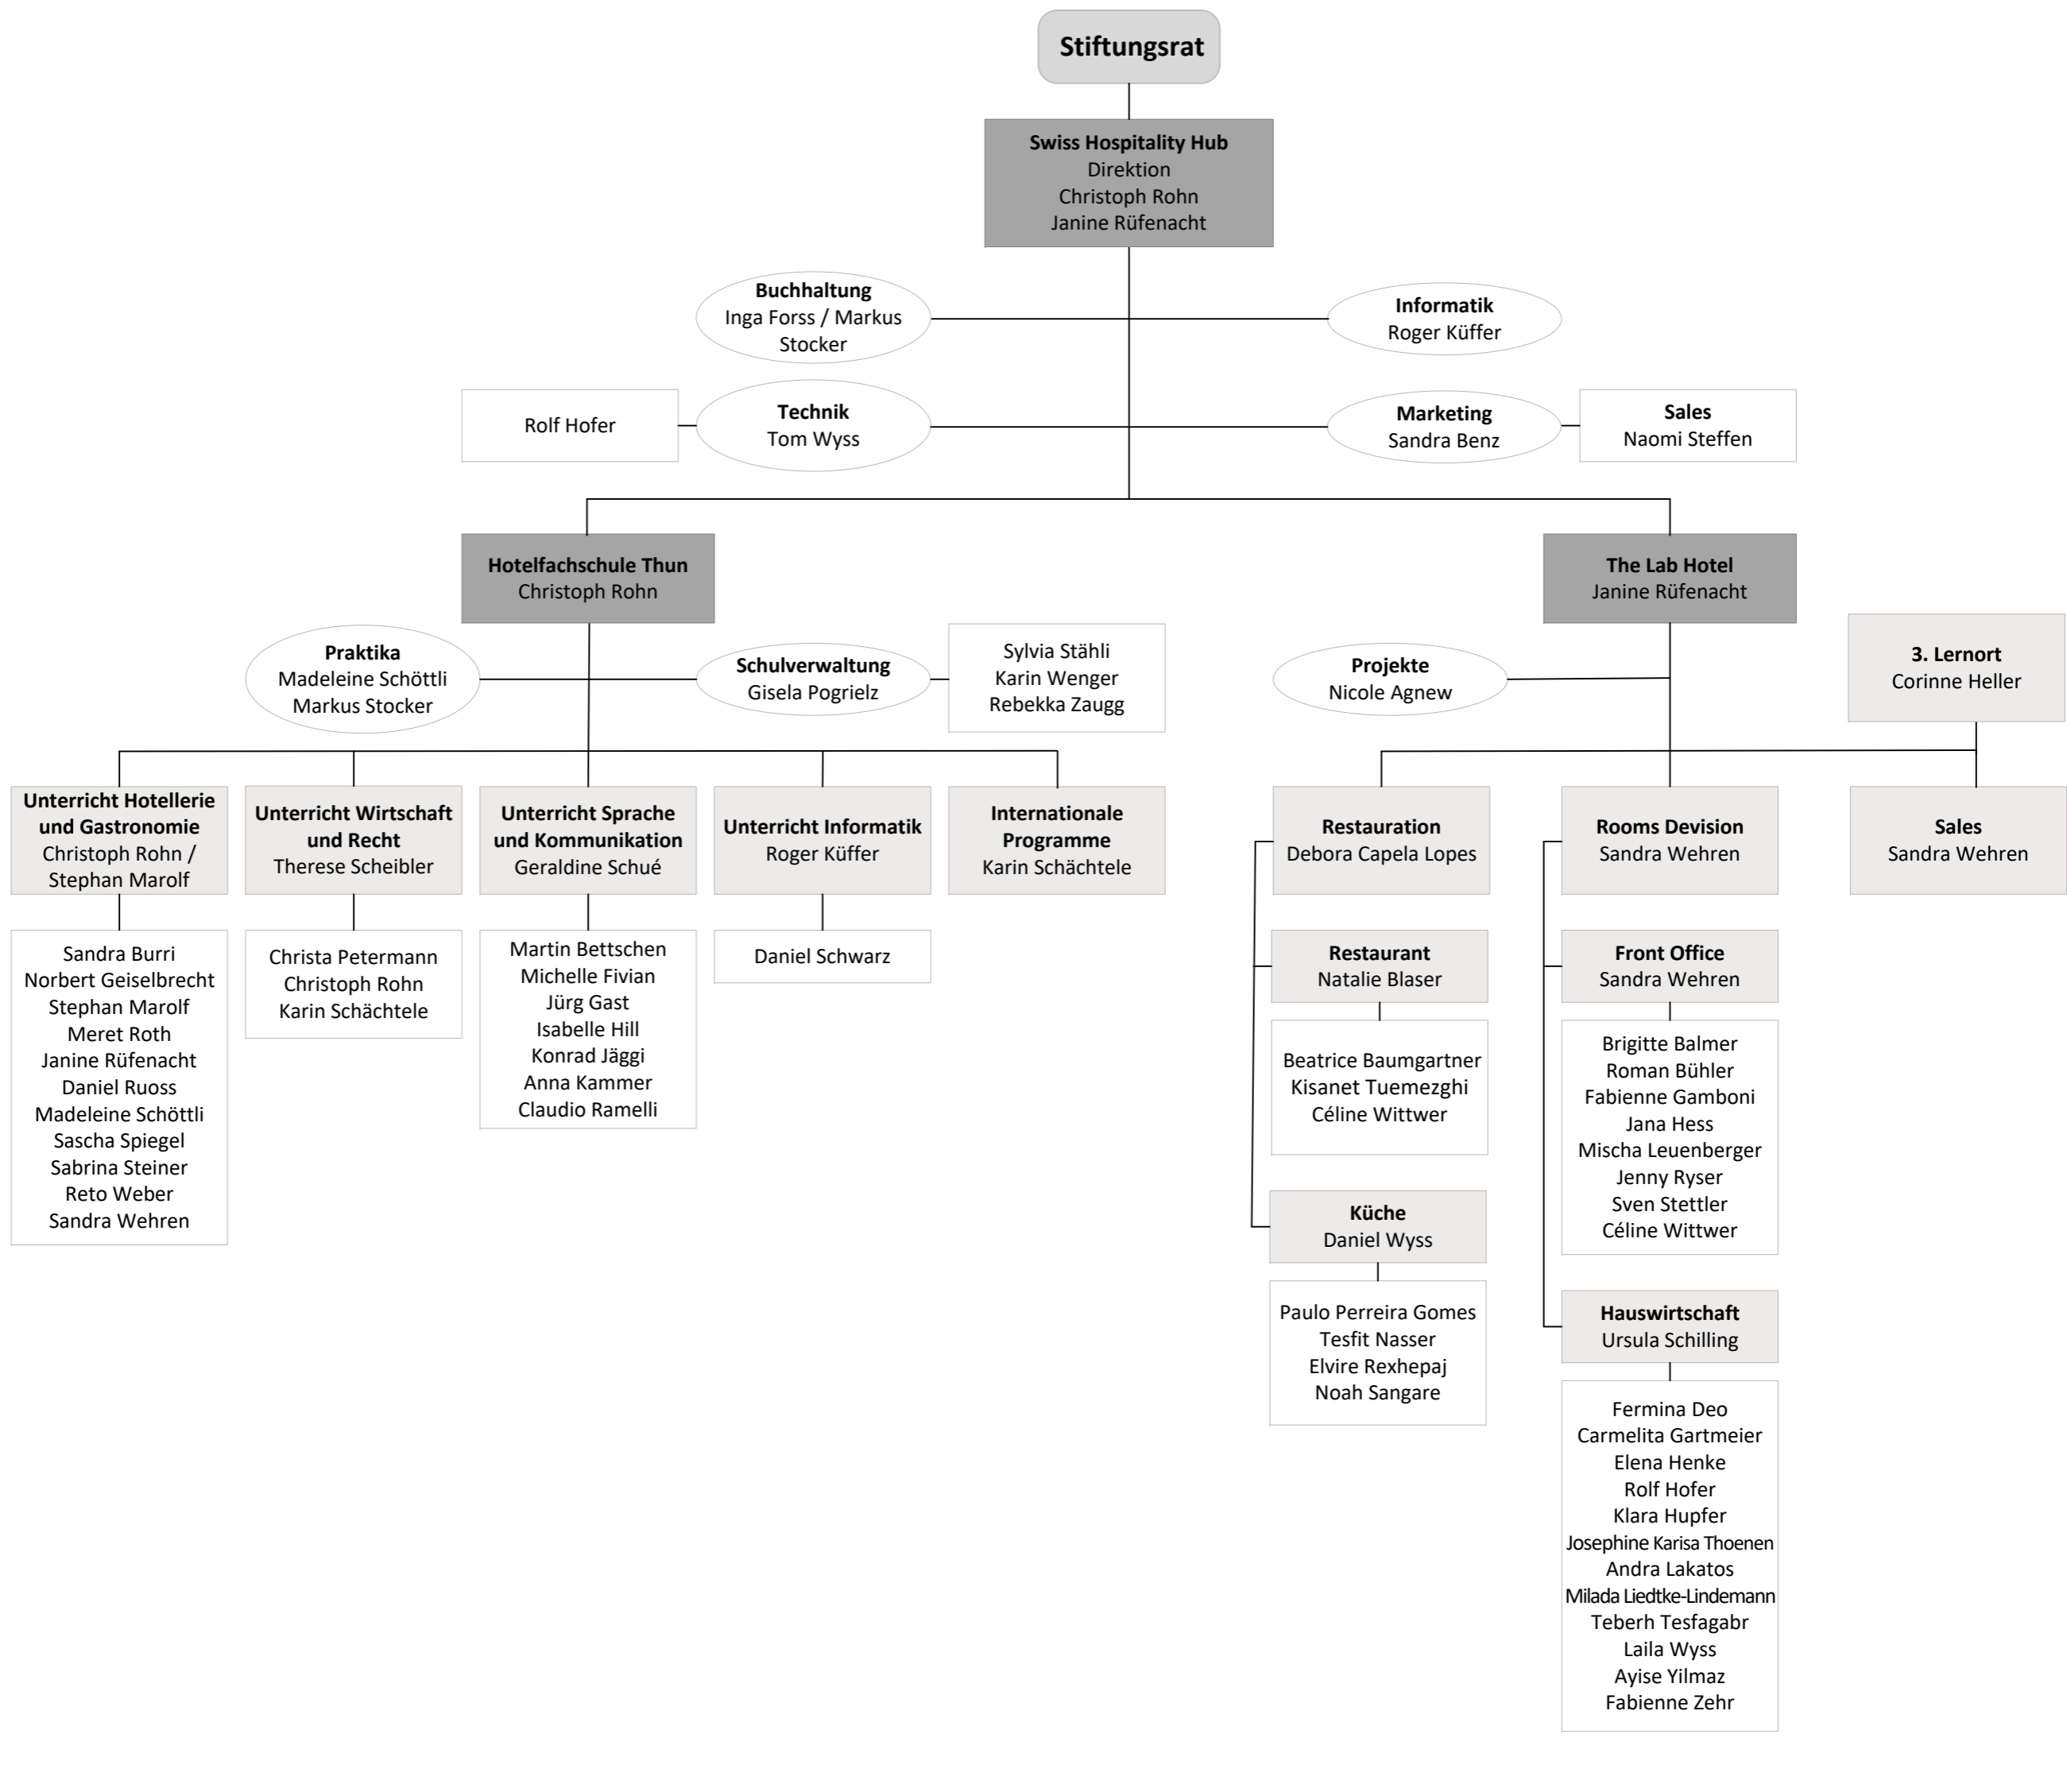 Stiftungsrat
Swiss Hospitality Hub
Direktion
Christoph Rohn
Janine Rüfenacht
Buchhaltung
Inga Forss / Markus
Stocker
Informatik
Roger Küffer
Rolf Hofer
Technik
Tom Wyss
Marketing
Sandra Benz
Sales
Naomi Steffen
Hotelfachschule Thun
Christoph Rohn
The Lab Hotel
Janine Rüfenacht
Praktika
Madeleine Schöttli
Markus Stocker
Schulverwaltung
Gisela Pogrielz
Sylvia Stähli
Karin Wenger
Rebekka Zaugg
Projekte
Nicole Agnew
3. Lernort
Corinne Heller
Unterricht Hotellerie
und Gastronomie
Christoph Rohn /
Stephan Marolf
Unterricht Wirtschaft
und Recht
Therese Scheibler
Unterricht Sprache
und Kommunikation
Geraldine Schué
Unterricht Informatik
Roger Küffer
Internationale
Programme
Karin Schächtele
Restauration
Debora Capela Lopes
Rooms Devision
Sandra Wehren
Sales
Sandra Wehren
Sandra Burri
Norbert Geiselbrecht
Stephan Marolf
Meret Roth
Janine Rüfenacht
Daniel Ruoss
Madeleine Schöttli
Sascha Spiegel
Sabrina Steiner
Reto Weber
Sandra Wehren
Christa Petermann
Christoph Rohn
Karin Schächtele
Martin Bettschen
Michelle Fivian
Jürg Gast
Isabelle Hill
Konrad Jäggi
Anna Kammer
Claudio Ramelli
Daniel Schwarz
Restaurant
Natalie Blaser
Beatrice Baumgartner
Kisanet Tuemezghi
Céline Wittwer
Küche
Daniel Wyss
Paulo Perreira Gomes
Tesfit Nasser
Elvire Rexhepaj
Noah Sangare
Front Office
Sandra Wehren
Brigitte Balmer
Roman Bühler
Fabienne Gamboni
Jana Hess
Mischa Leuenberger
Jenny Ryser
Sven Stettler
Céline Wittwer
Hauswirtschaft
Ursula Schilling
Fermina Deo
Carmelita Gartmeier
Elena Henke
Rolf Hofer
Klara Hupfer
Josephine Karisa Thoenen
Andra Lakatos
Milada Liedtke-Lindemann
Teberh Tesfagabr
Laila Wyss
Ayise Yilmaz
Fabienne Zehr